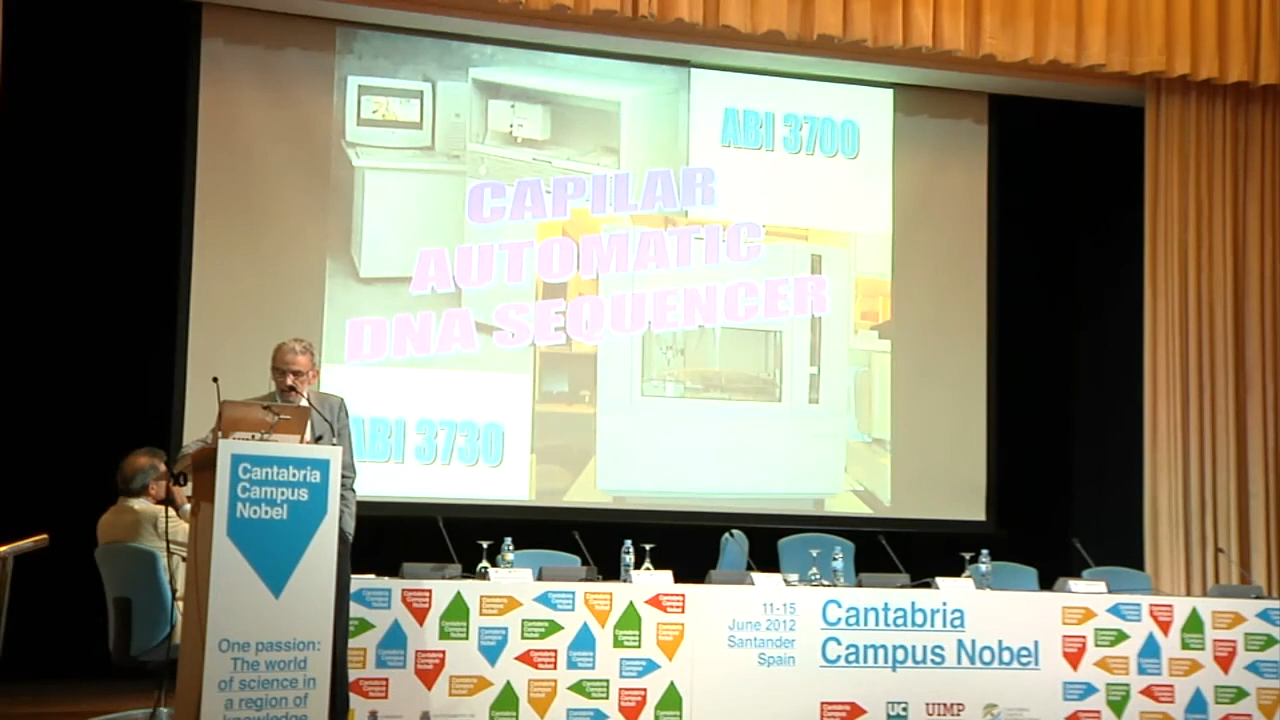 ABI 3700
CAPILAR
AUTOMATIC
DNA SEQUENCER
ABI 3730
Cantabria
Campus
Nobel
One passion:
The world
of science in
a region of
knowledge
11-15
June 2012
Santander
Spain
Cantabria
Campus Nobel
UC
UIMP